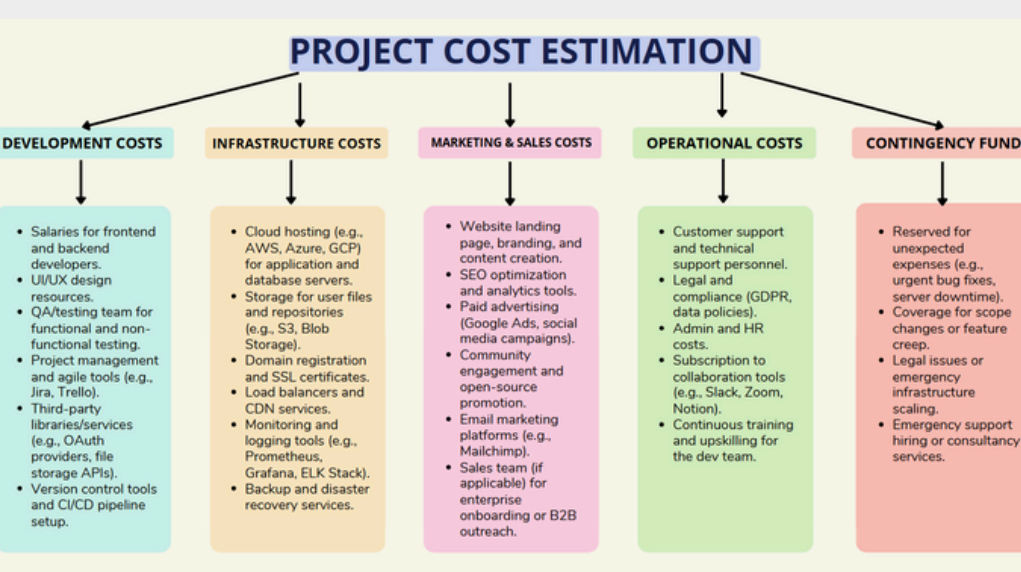 PROJECT COST ESTIMATION
DEVELOPMENT COSTS
INFRASTRUCTURE COSTS
MARKETING & SALES COSTS
OPERATIONAL COSTS
CONTINGENCY FUND
• Salaries for frontend
and backend
developers.
• UI/UX design
resources.
• QA/testing team for
functional and non-
functional testing.
• Project management
and agile tools (e.g.,
Jira, Trello).
• Third-party
libraries/services
(e.g., OAuth
providers, file
storage APIs).
• Version control tools
and CI/CD pipeline
setup.
• Cloud hosting (e.g.,
AWS, Azure, GCP)
for application and
database servers.
• Storage for user files
and repositories
(e.g., S3, Blob
Storage).
• Domain registration
and SSL certificates.
• Load balancers and
CDN services.
• Monitoring and
logging tools (e.g.,
Prometheus,
Grafana, ELK Stack).
• Backup and disaster
recovery services.
• Website landing
page, branding, and
content creation.
• SEO optimization
and analytics tools.
• Paid advertising
(Google Ads, social
media campaigns).
• Community
engagement and
open-source
promotion.
• Email marketing
platforms (e.g.,
Mailchimp).
• Sales team (if
applicable) for
enterprise
onboarding or B2B
outreach.
• Customer support
and technical
support personnel.
• Legal and
compliance (GDPR,
data policies).
• Admin and HR
costs.
• Subscription to
collaboration tools
(e.g., Slack, Zoom,
Notion).
• Continuous training
and upskilling for
the dev team.
• Reserved for
unexpected
expenses (e.g.,
urgent bug fixes,
server downtime).
• Coverage for scope
changes or feature
creep.
• Legal issues or
emergency
infrastructure
scaling.
• Emergency support
hiring or consultancy
services.